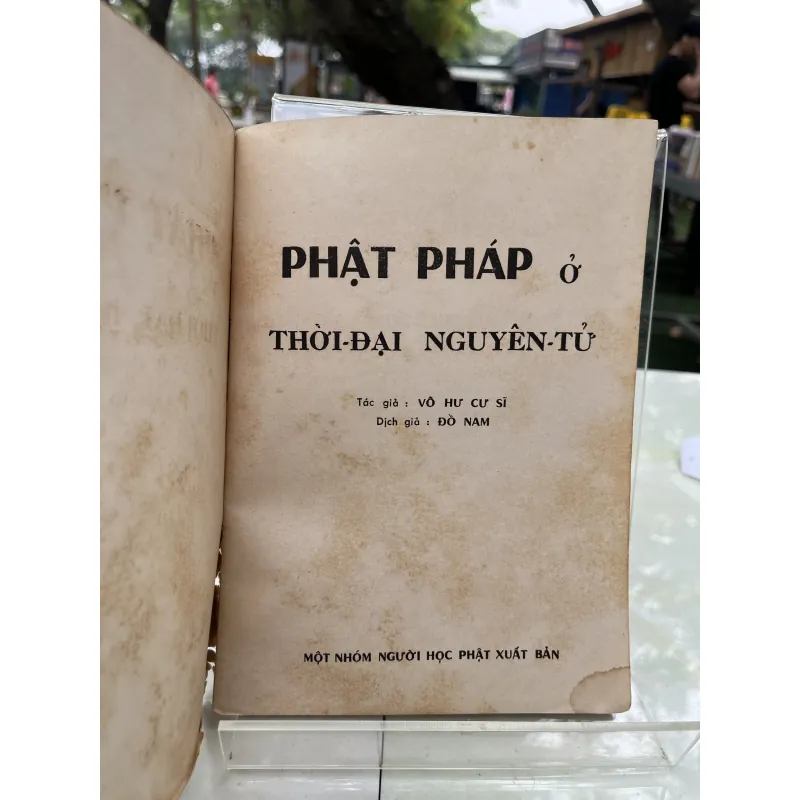 PHẬT PHÁP Ở
THỜI-ĐẠI NGUYÊN-TỬ
Tác giả : VÔ HƯ CƯ SĨ
Dịch giả : ĐỒ NAM
MỘT NHÓM NGƯỜI HỌC PHẬT XUẤT BẢN